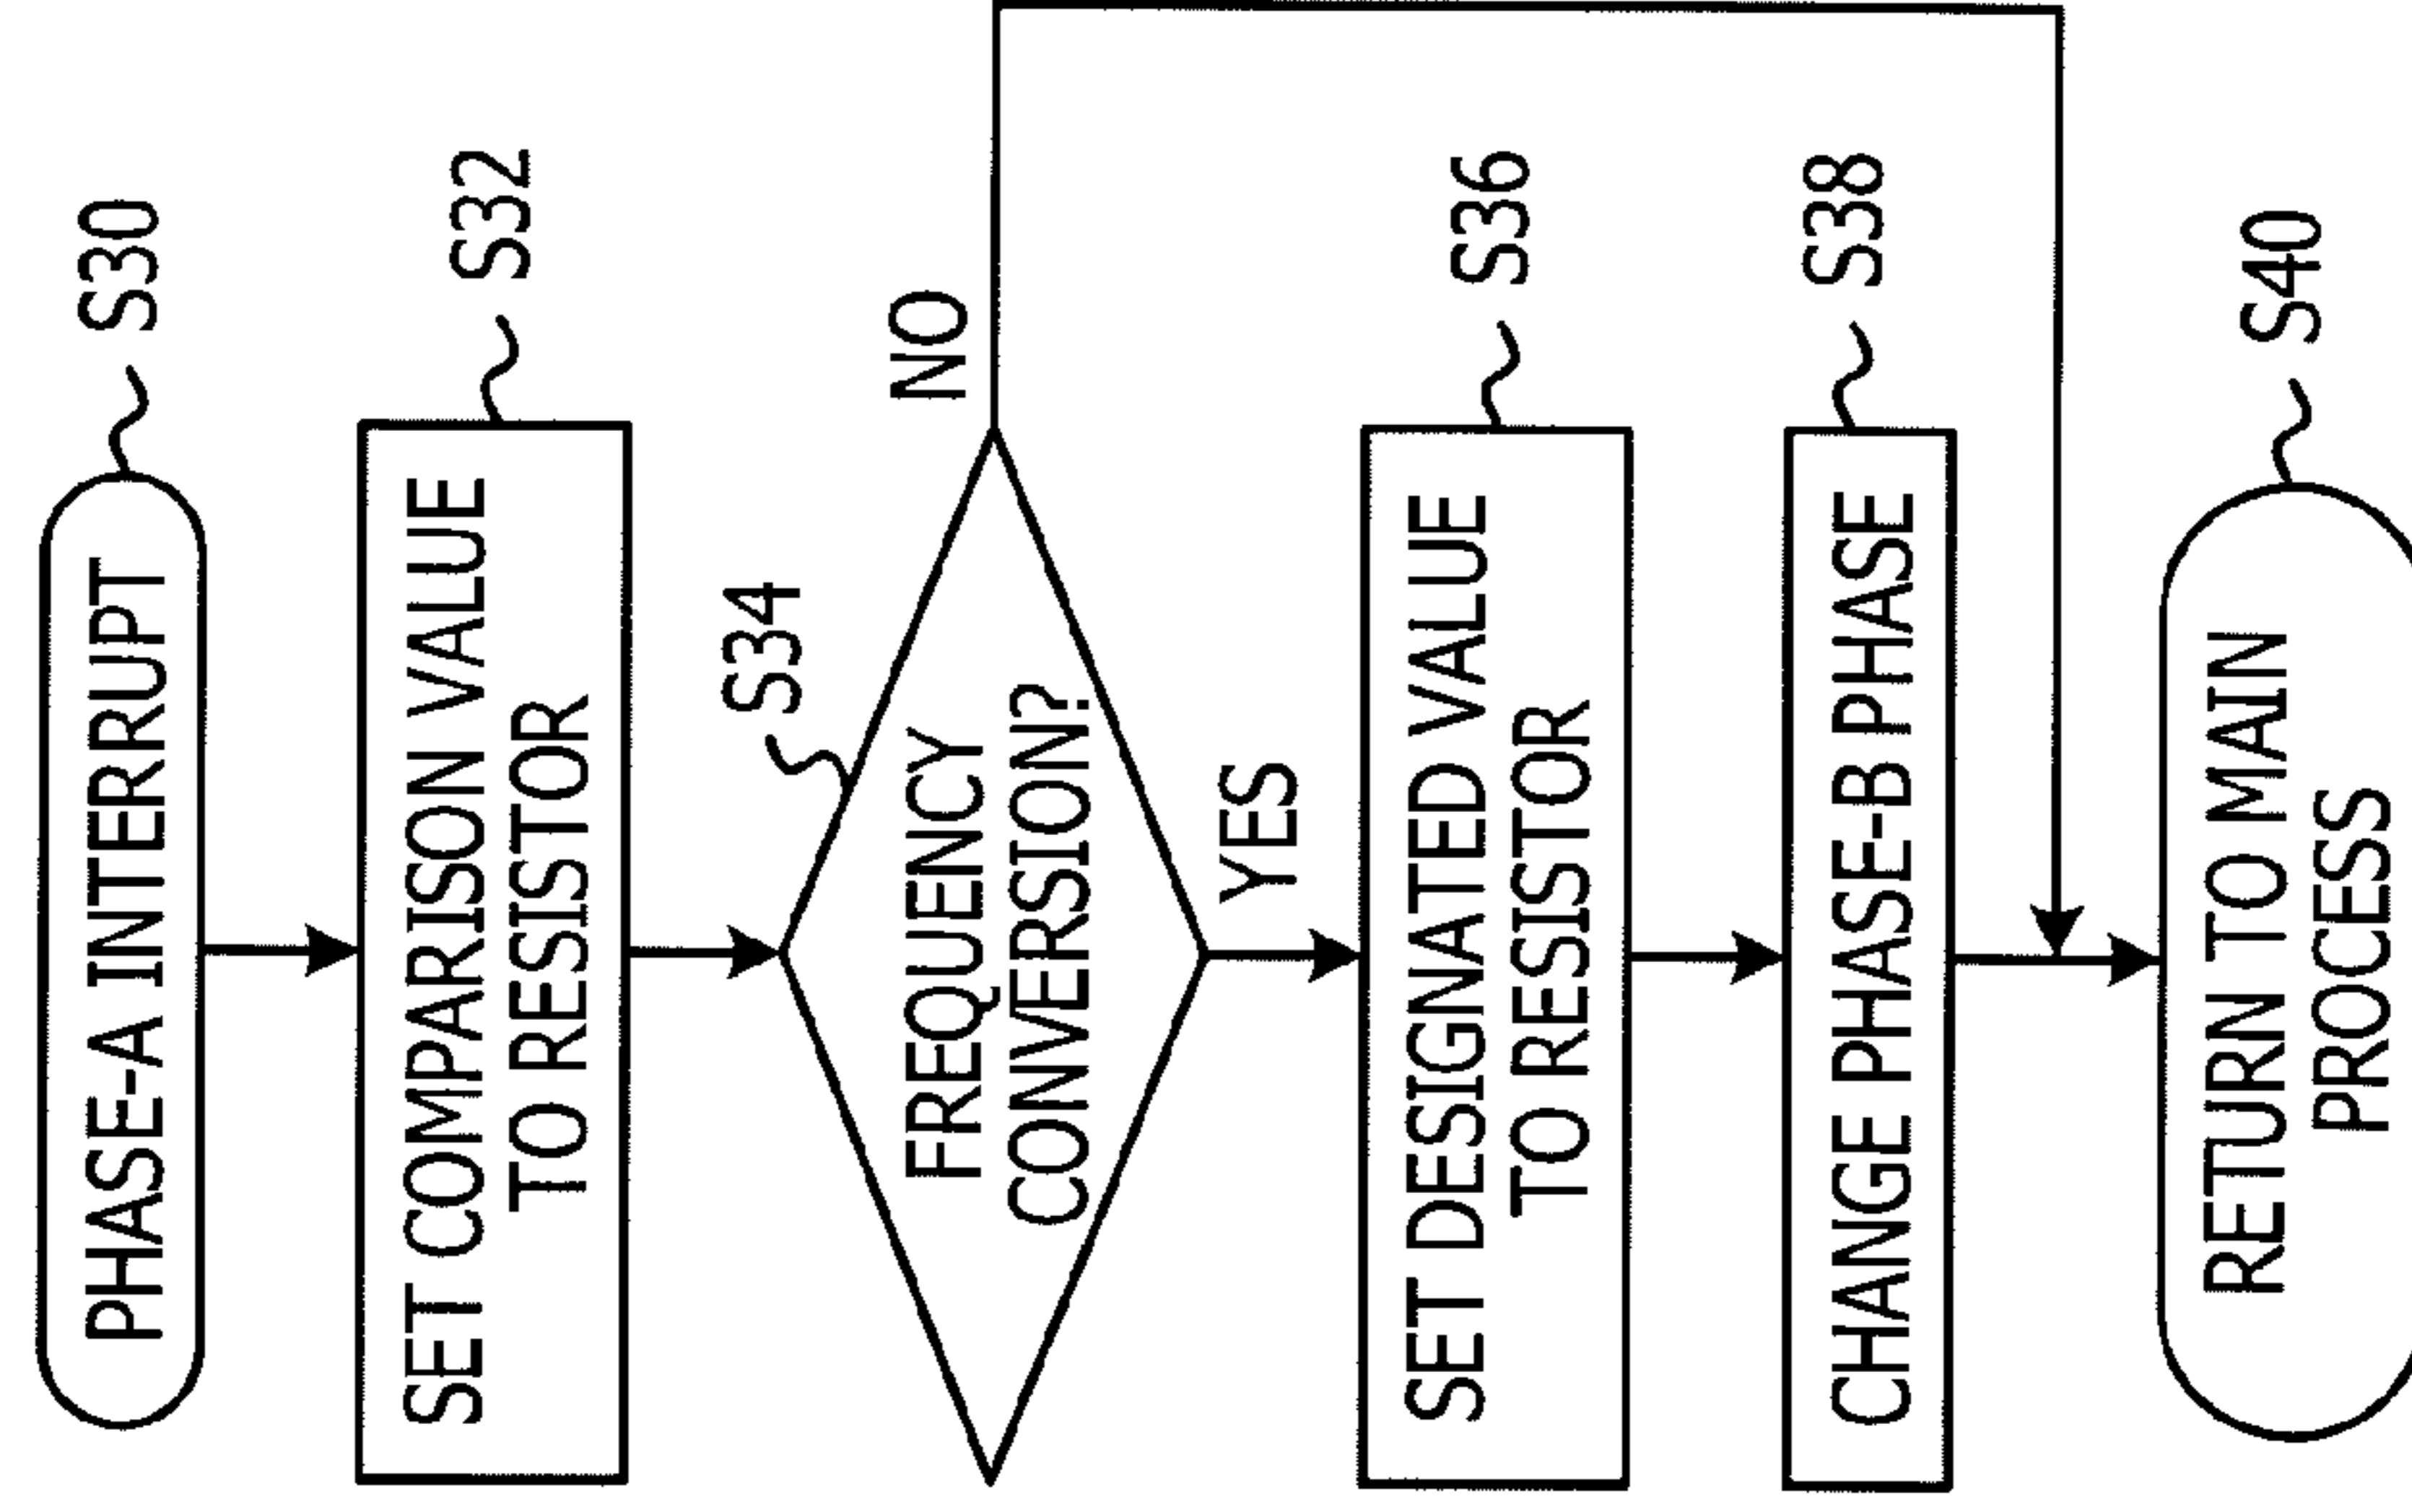 PHASE-A INTERRUPT
S30
SET COMPARISON VALUE
TO RESISTOR
S32
S34
FREQUENCY
CONVERSION?
NO
YES
SET DESIGNATED VALUE
TO RESISTOR
S36
CHANGE PHASE-B PHASE
S38
RETURN TO MAIN
PROCESS
S40